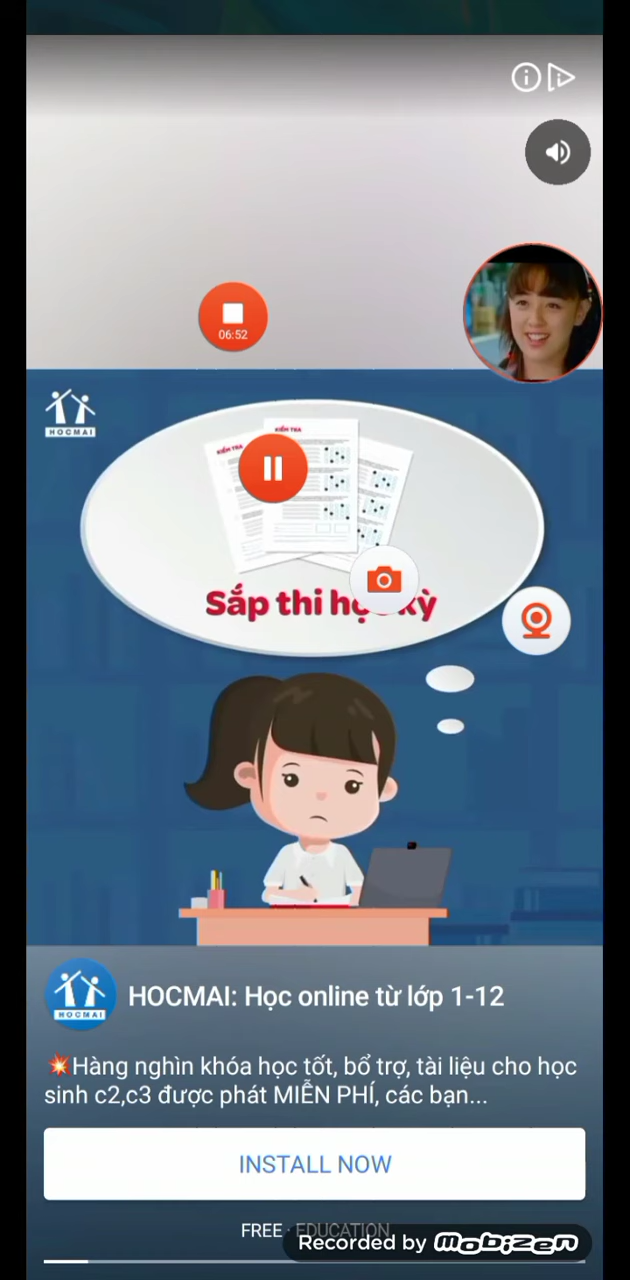 06:52
HOCMAI
KIỂM TRA
KIỂM TRA
Sắp thi học kỳ
HOCMAI: Học online từ lớp 1-12
HOCMAI
💥Hàng nghìn khóa học tốt, bổ trợ, tài liệu cho học
sinh c2,c3 được phát MIỄN PHÍ, các bạn...
INSTALL NOW
FREE · EDUCATION
Recorded by mobizen